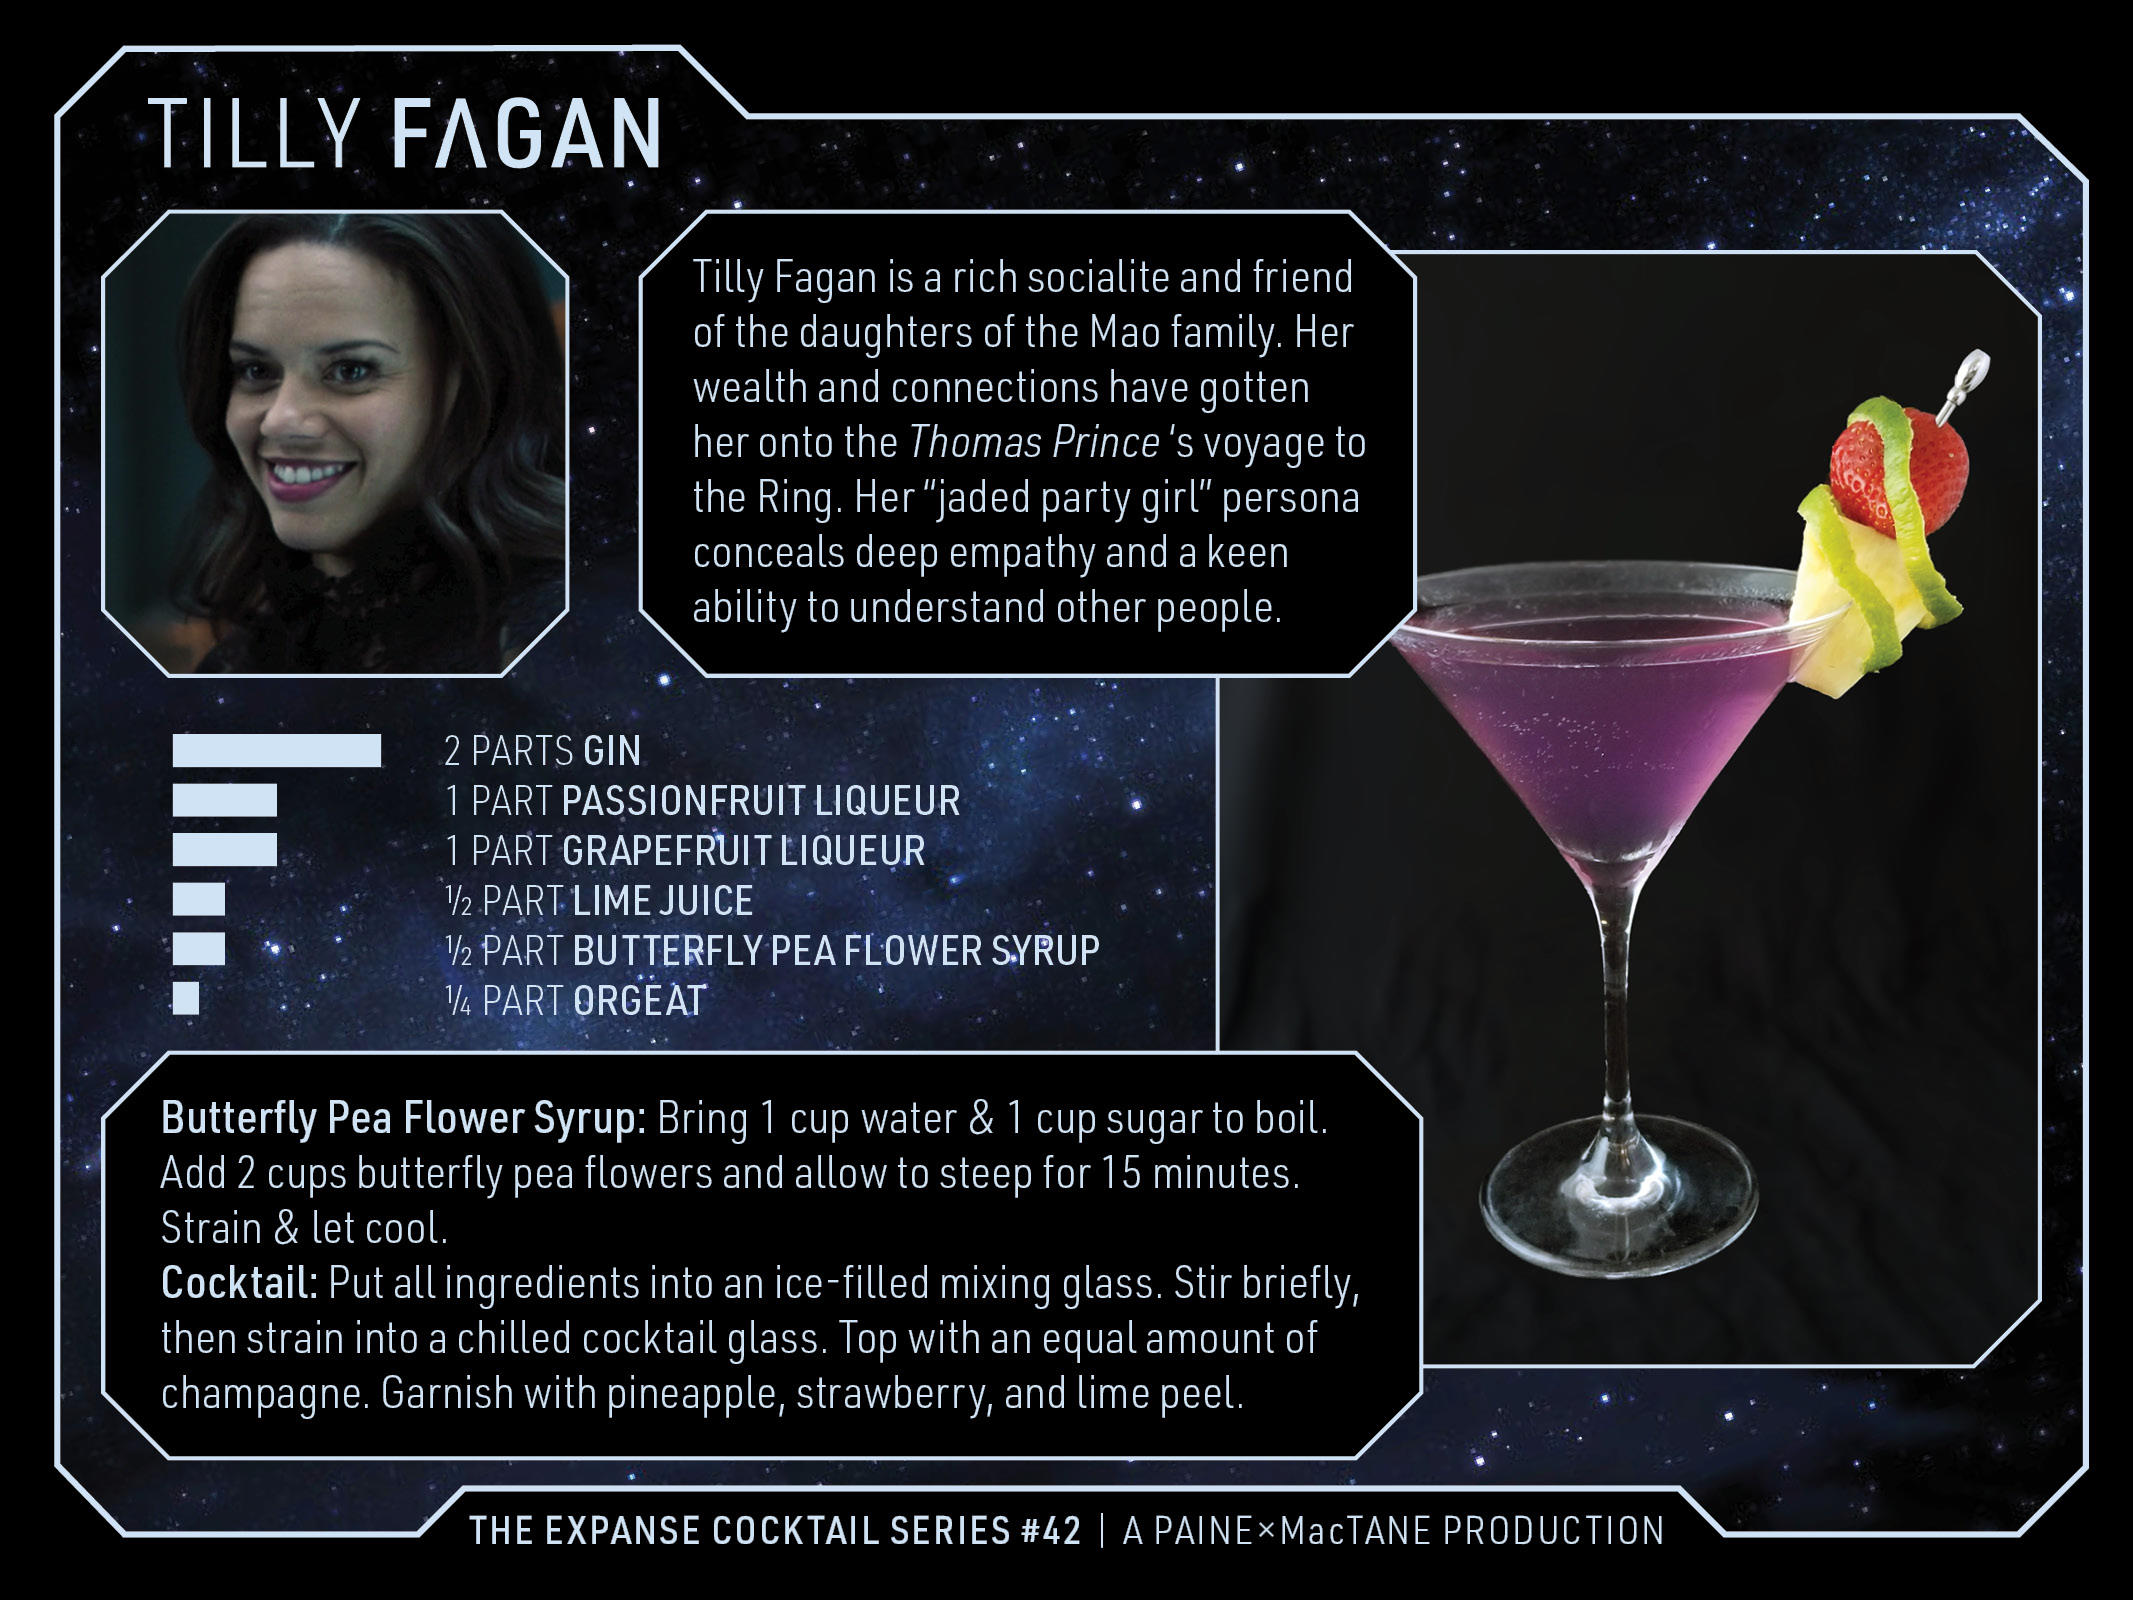 TILLY FAGAN
Tilly Fagan is a rich socialite and friend
of the daughters of the Mao family. Her
wealth and connections have gotten
her onto the Thomas Prince's voyage to
the Ring. Her “jaded party girl” persona
conceals deep empathy and a keen
ability to understand other people.
2 PARTS GIN
1 PART PASSIONFRUIT LIQUEUR
1 PART GRAPEFRUIT LIQUEUR
½ PART LIME JUICE
½ PART BUTTERFLY PEA FLOWER SYRUP
¼ PART ORGEAT
Butterfly Pea Flower Syrup: Bring 1 cup water & 1 cup sugar to boil.
Add 2 cups butterfly pea flowers and allow to steep for 15 minutes.
Strain & let cool.
Cocktail: Put all ingredients into an ice-filled mixing glass. Stir briefly,
then strain into a chilled cocktail glass. Top with an equal amount of
champagne. Garnish with pineapple, strawberry, and lime peel.
THE EXPANSE COCKTAIL SERIES #42 | A PAINE×MacTANE PRODUCTION